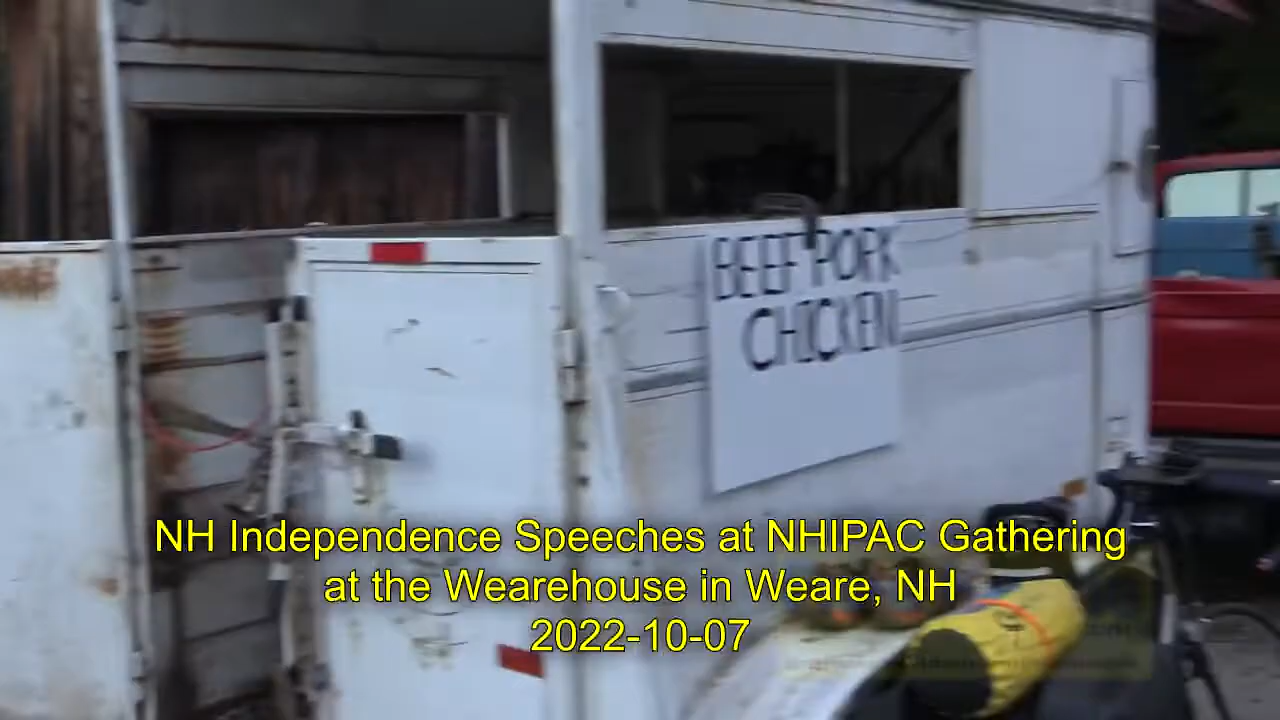 BEEF PORK
CHICKEN
NH Independence Speeches at NHIPAC Gathering
at the Wearehouse in Weare, NH
2022-10-07